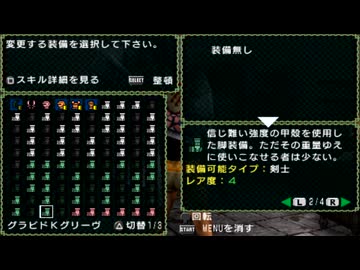 変更する装備を選択して下さい。
スキル詳細を見る
SELECT
整頓
グラビドKグリーヴ
切替1/3
装備無し
信じ難い強度の甲殻を使用し
た脚装備。ただその重量ゆえ
に使いこなせる者は少ない。
装備可能タイプ：剣士
レア度：4
L 2/4 R
回転
START MENUを消す